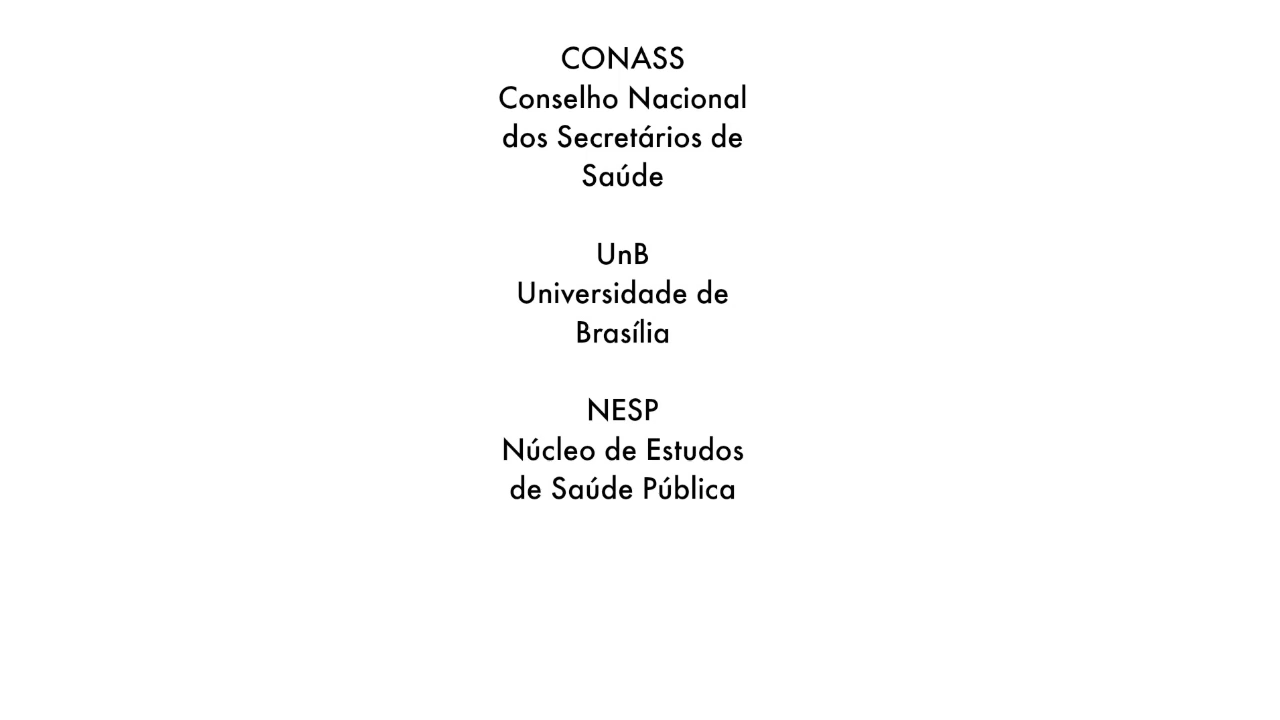 CONASS
Conselho Nacional
dos Secretários de
Saúde
UnB
Universidade de
Brasília
NESP
Núcleo de Estudos
de Saúde Pública